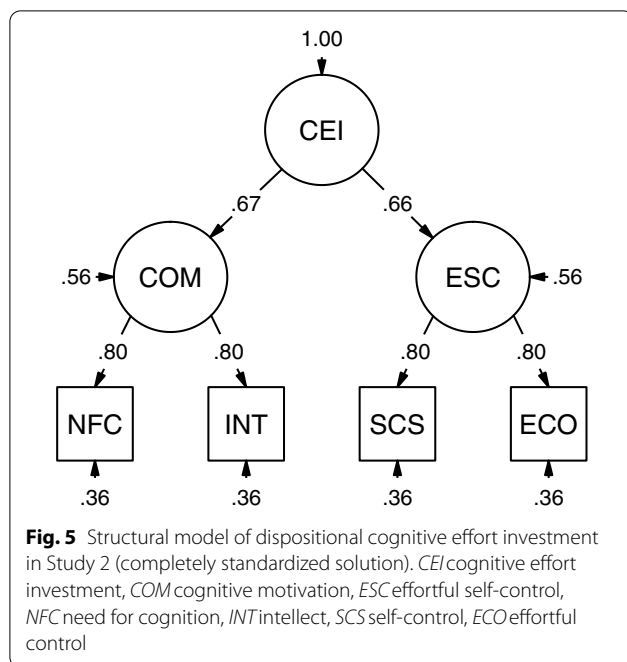 1.00
CEI
.67 .66
.56 COM ESC .56
.80 .80 .80 .80
NFC INT SCS ECO
.36 .36 .36 .36
Fig. 5 Structural model of dispositional cognitive effort investment
in Study 2 (completely standardized solution). CEI cognitive effort
investment, COM cognitive motivation, ESC effortful self-control,
NFC need for cognition, INT intellect, SCS self-control, ECO effortful
control